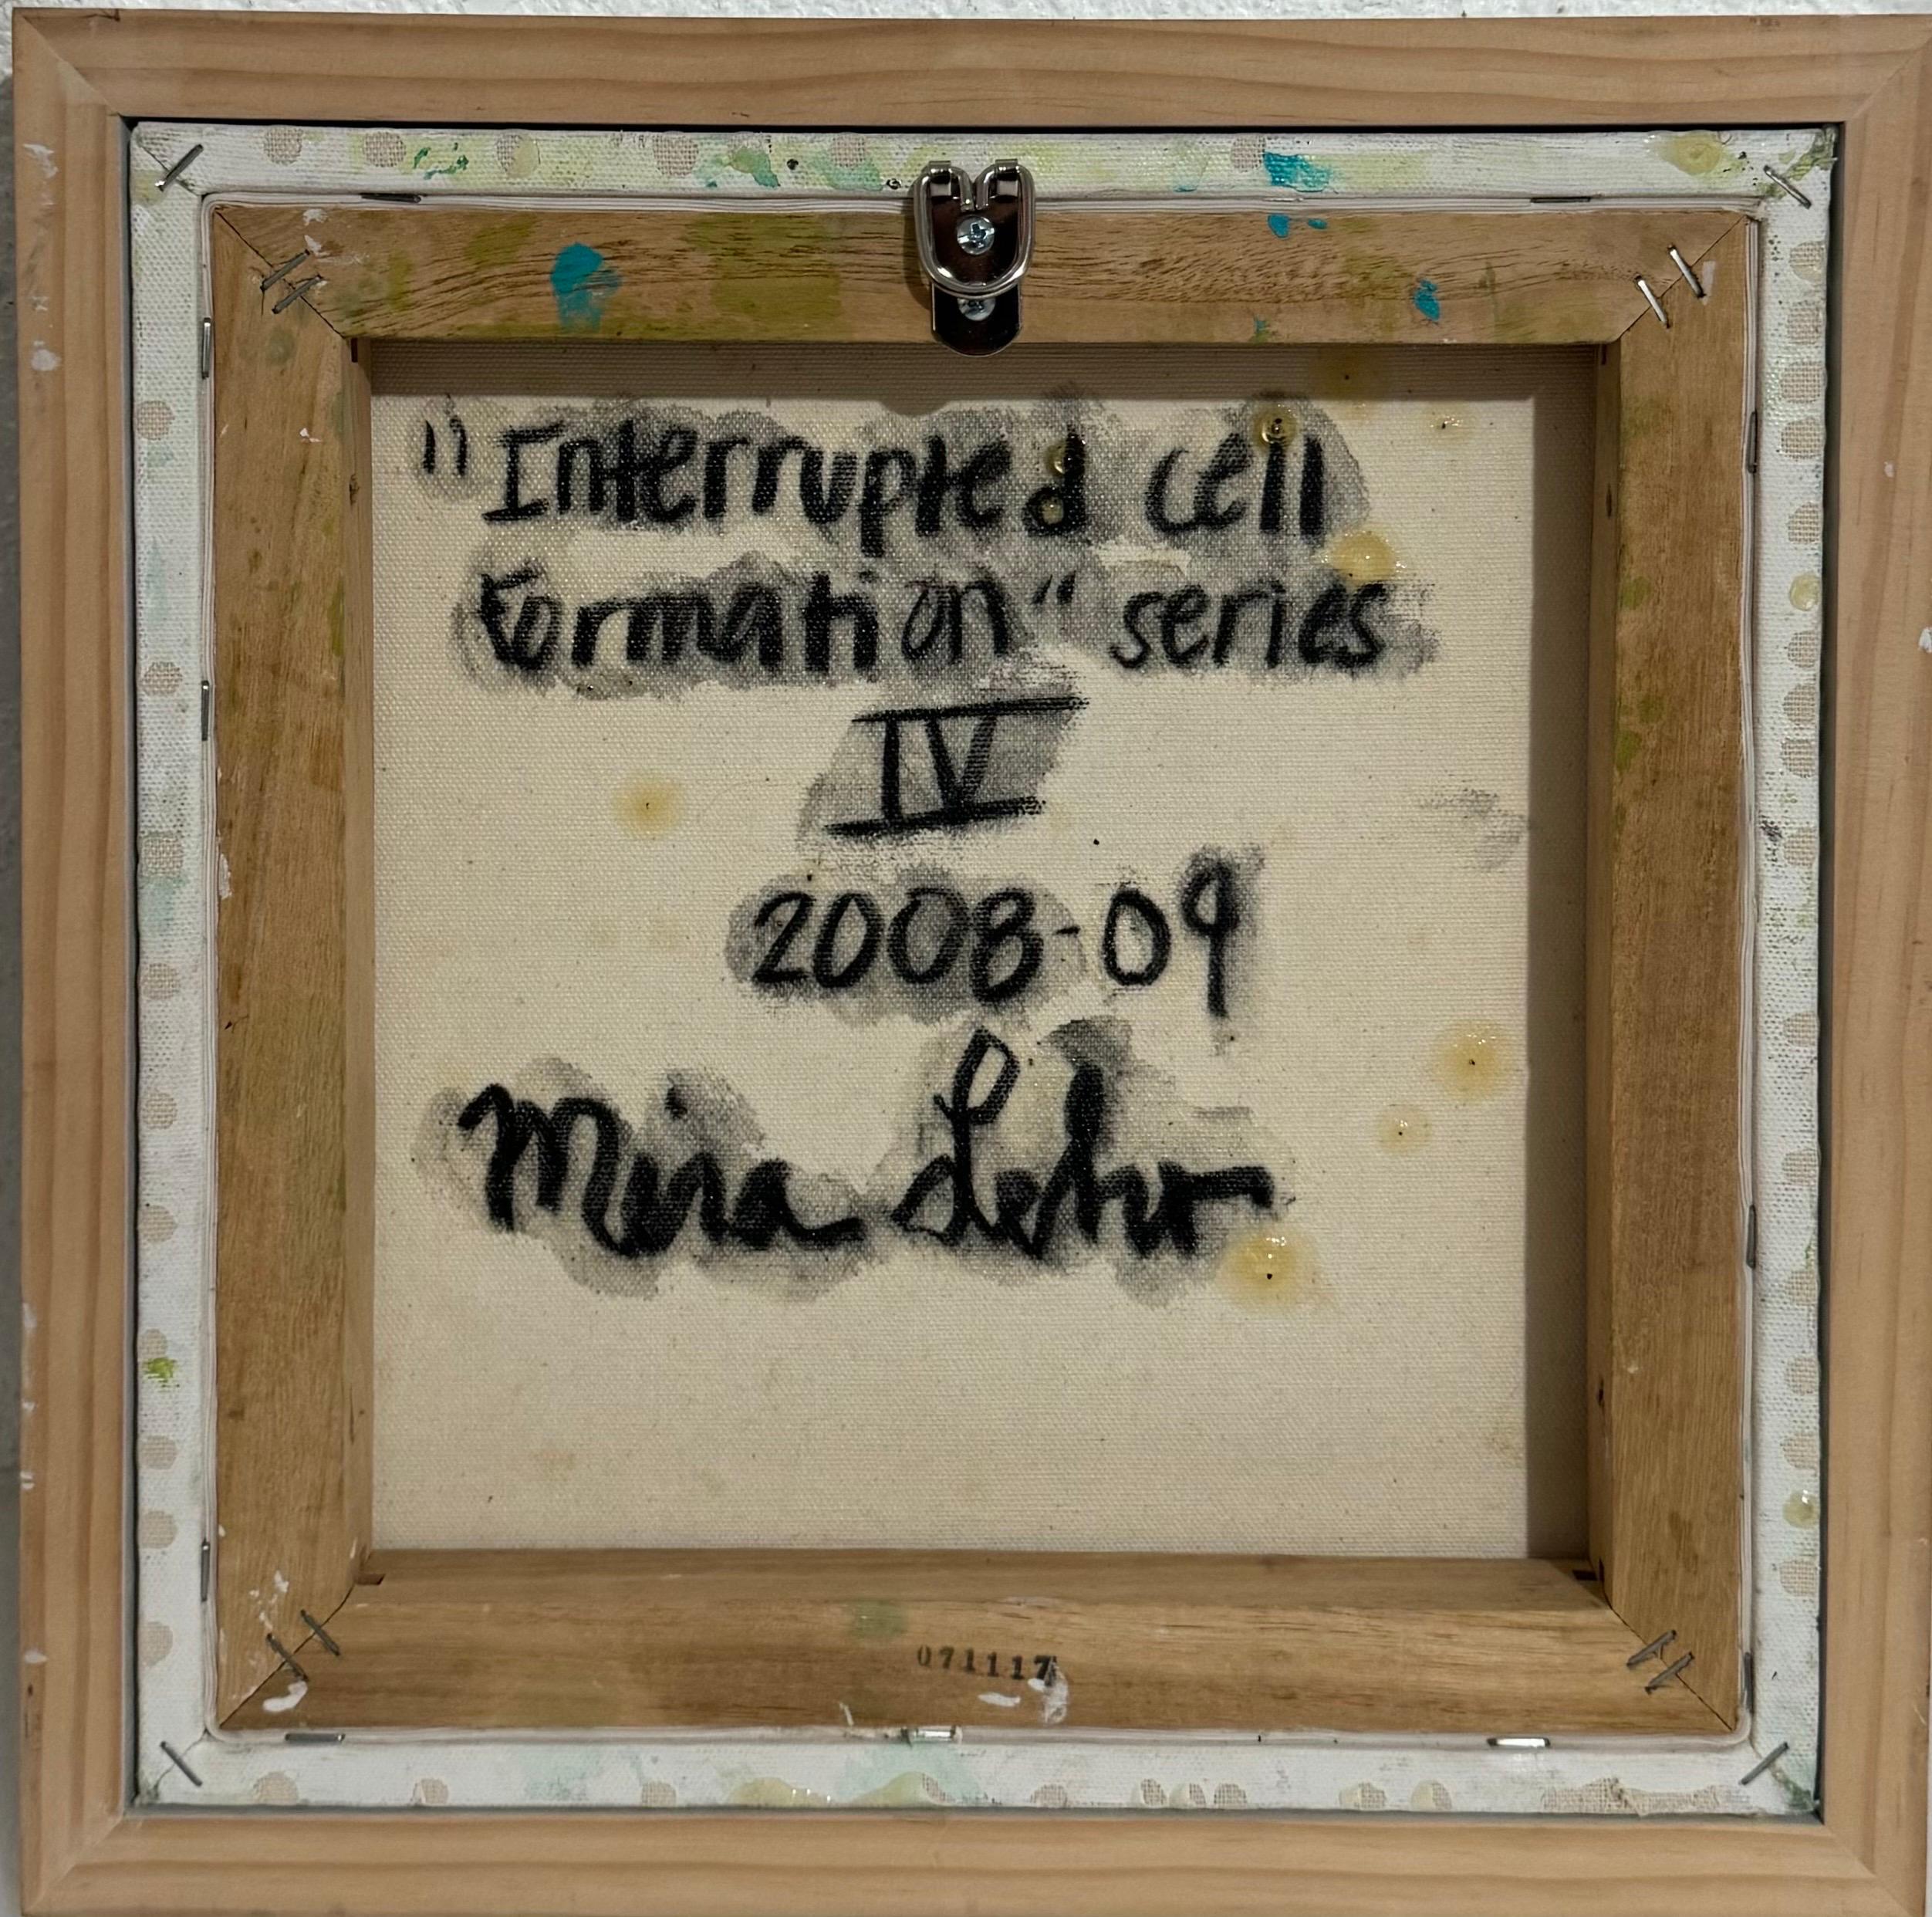 "Interrupted cell
Formation" series
IV
2008-09
Mira Lehr
071117